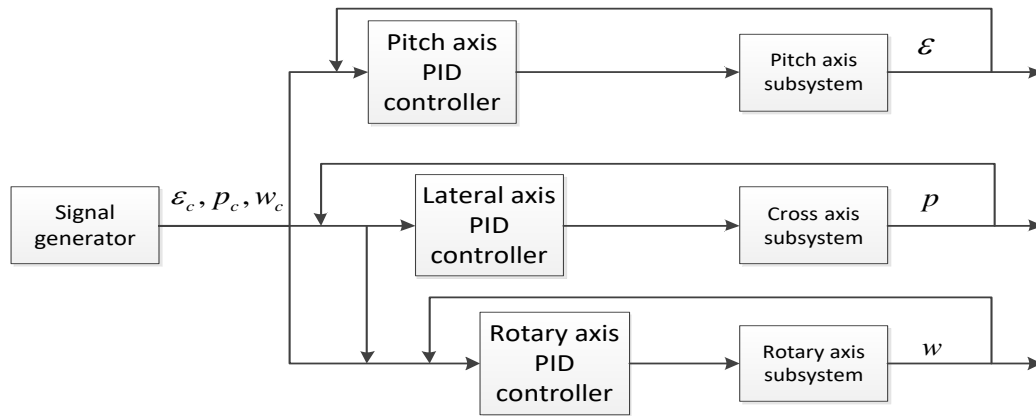 Pitch axis
PID
controller
Pitch axis
subsystem
ε
Signal
generator
ε_c, p_c, w_c
Lateral axis
PID
controller
Cross axis
subsystem
p
Rotary axis
PID
controller
Rotary axis
subsystem
w